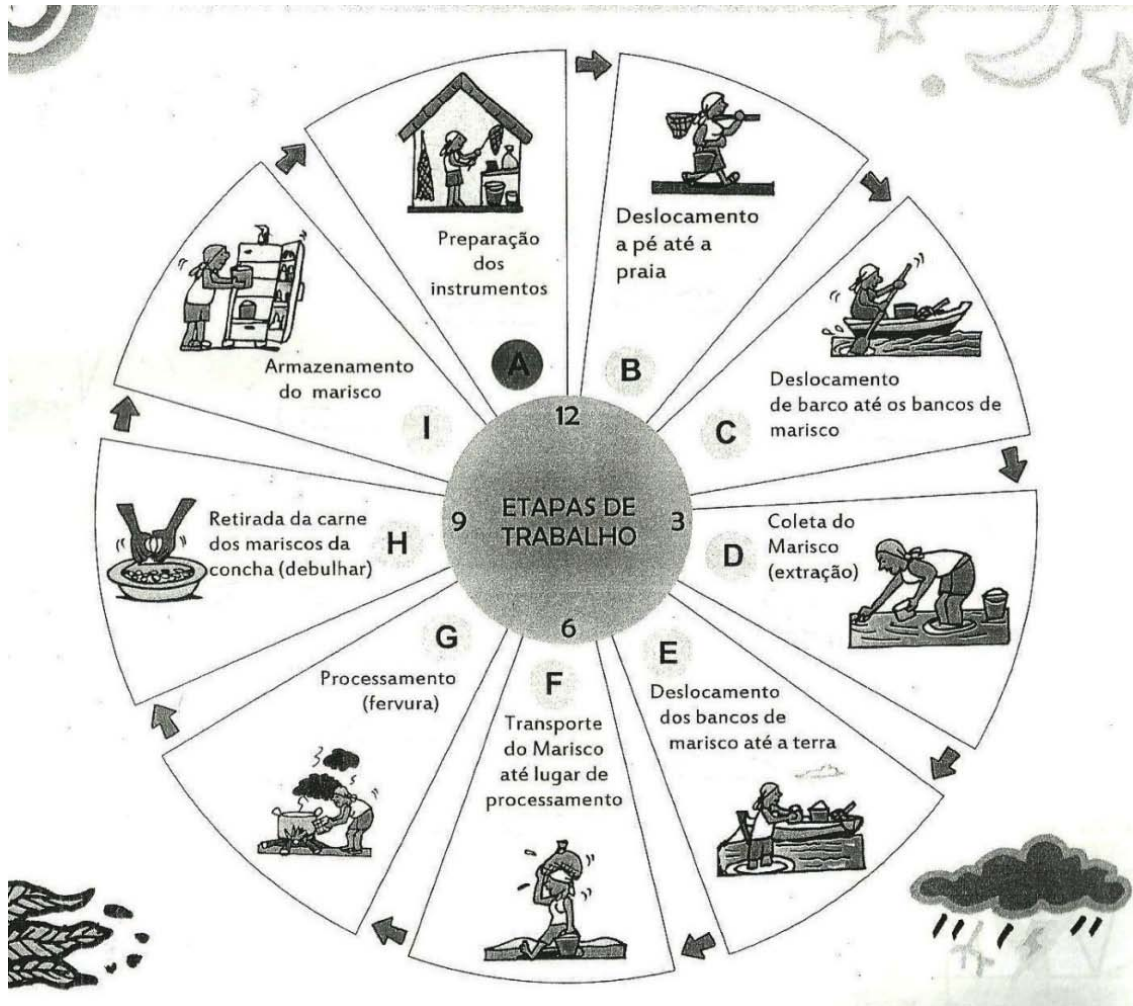 A
Preparação
dos
instrumentos
B
Deslocamento
a pé até a
praia
C
Deslocamento
de barco até os bancos de
marisco
D
Coleta do
Marisco
(extração)
E
Deslocamento
dos bancos de
marisco até a terra
F
Transporte
do Marisco
até lugar de
processamento
G
Processamento
(fervura)
H
Retirada da carne
dos mariscos da
concha (debulhar)
I
Armazenamento
do marisco
12
3
6
9
ETAPAS DE
TRABALHO